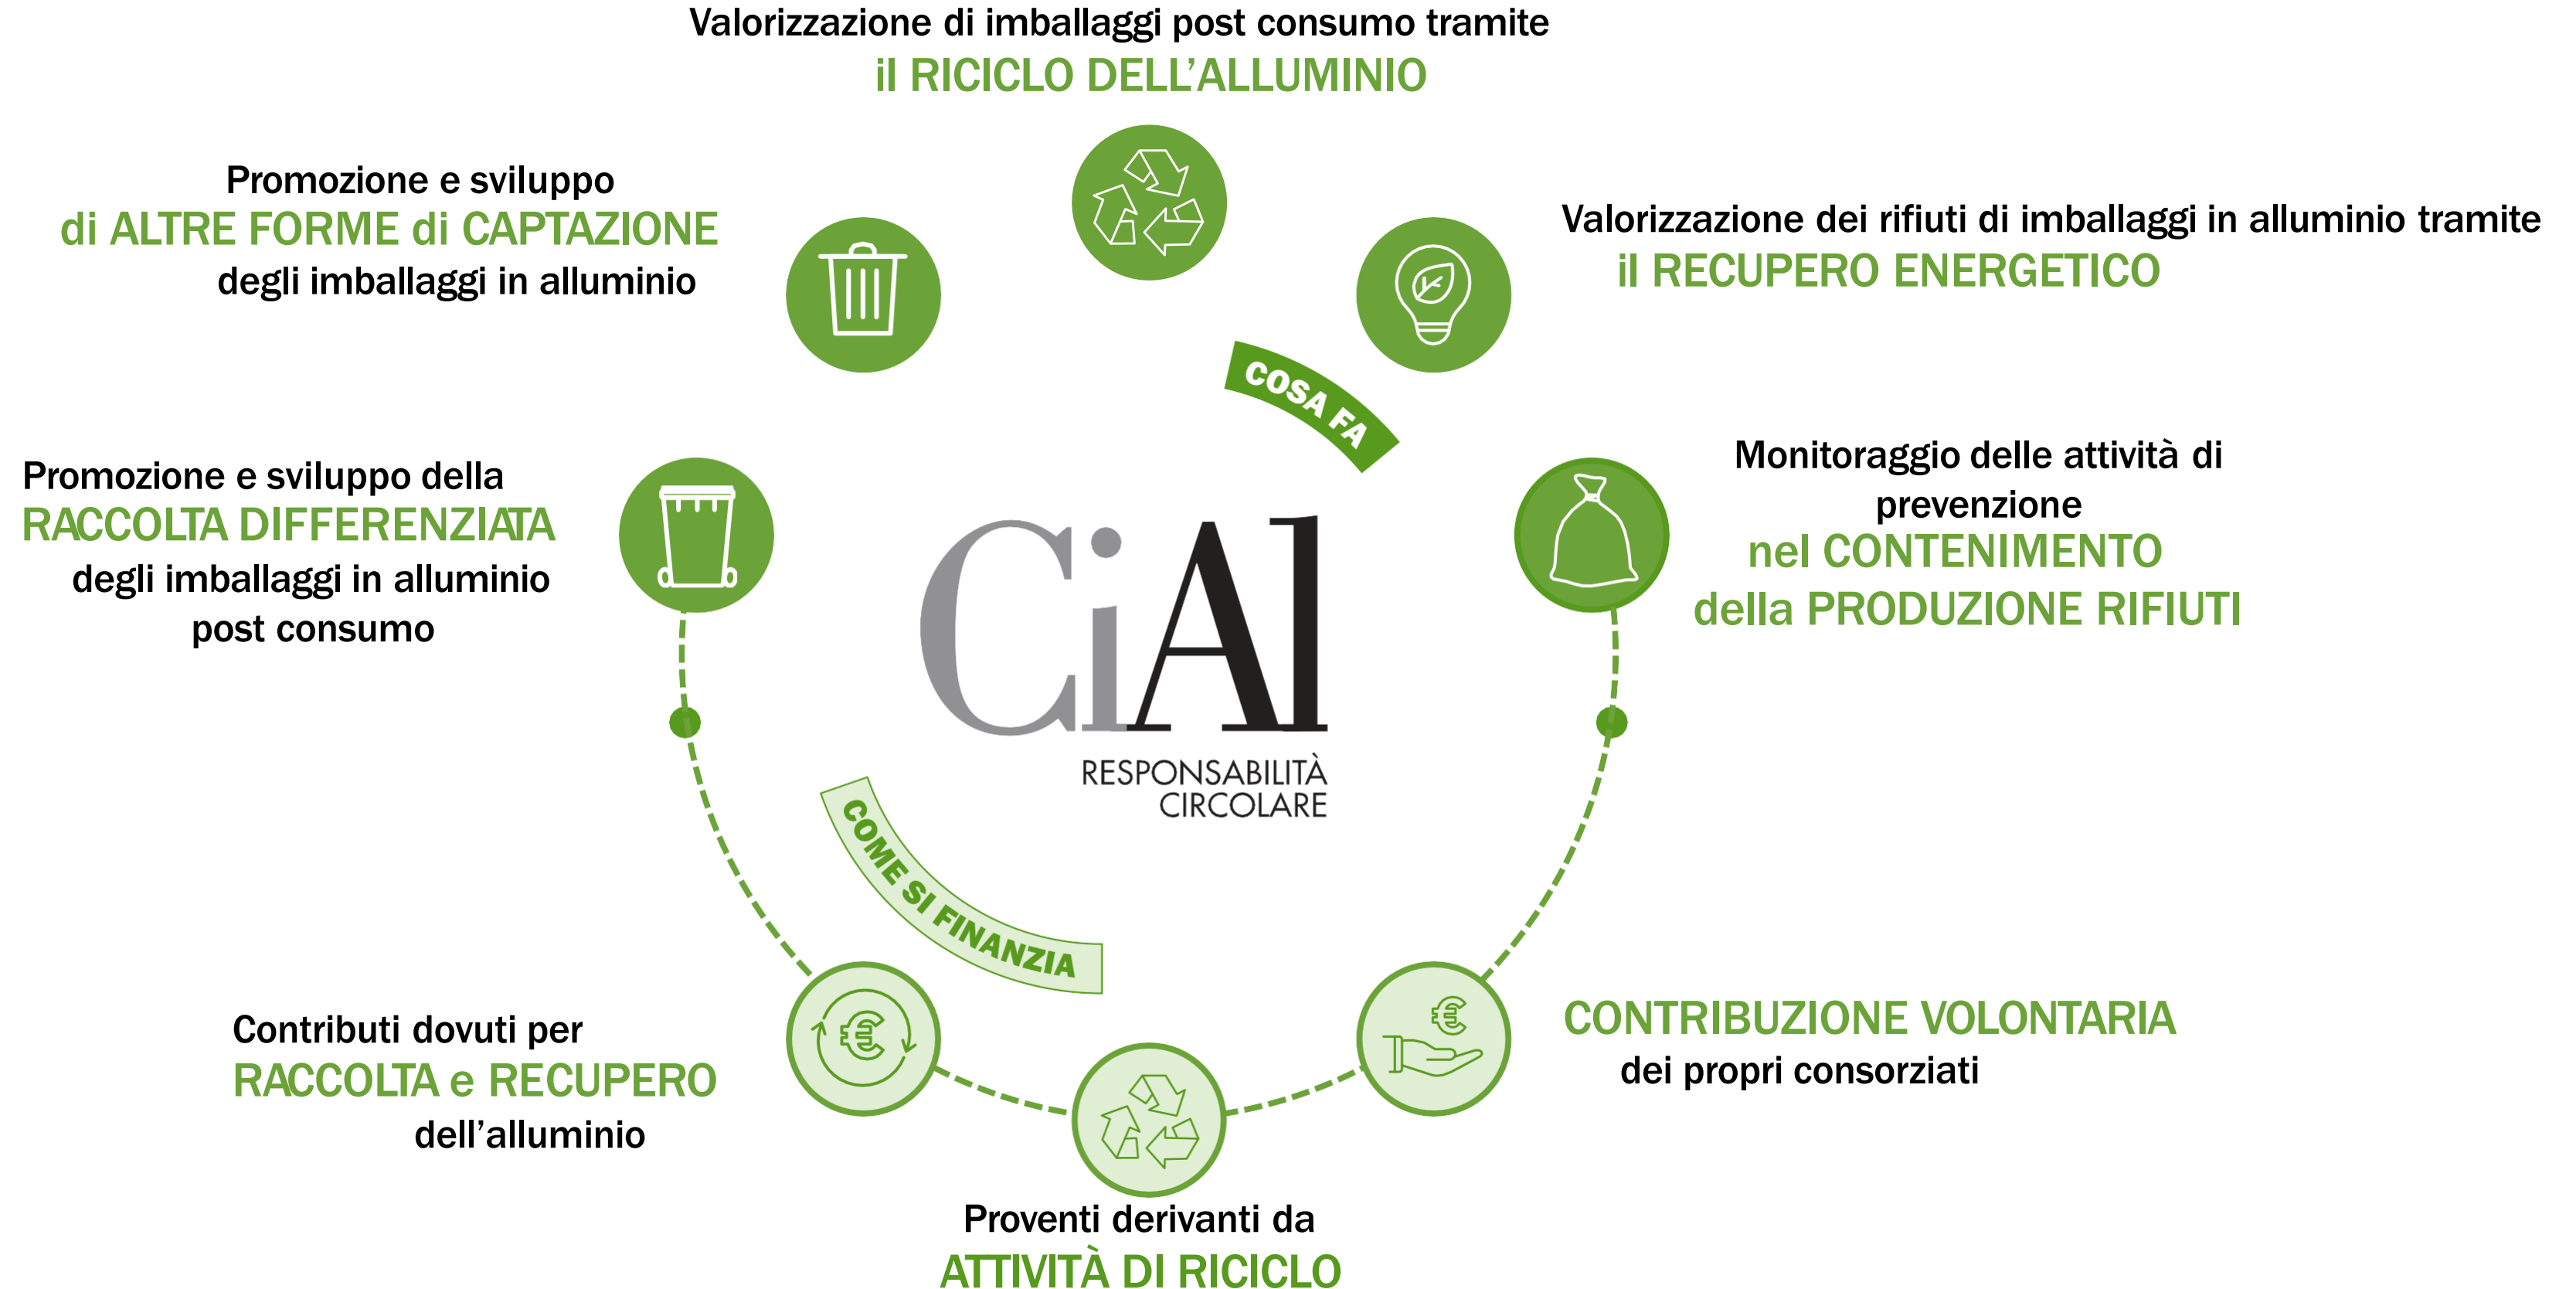 Valorizzazione di imballaggi post consumo tramite
il RICICLO DELL’ALLUMINIO
Promozione e sviluppo
di ALTRE FORME di CAPTAZIONE
degli imballaggi in alluminio
Valorizzazione dei rifiuti di imballaggi in alluminio tramite
il RECUPERO ENERGETICO
COSA FA
Promozione e sviluppo della
RACCOLTA DIFFERENZIATA
degli imballaggi in alluminio
post consumo
Monitoraggio delle attività di
prevenzione
nel CONTENIMENTO
della PRODUZIONE RIFIUTI
CiAl
RESPONSABILITÀ
CIRCOLARE
COME SI FINANZIA
Contributi dovuti per
RACCOLTA e RECUPERO
dell’alluminio
€
€
CONTRIBUZIONE VOLONTARIA
dei propri consorziati
Proventi derivanti da
ATTIVITÀ DI RICICLO